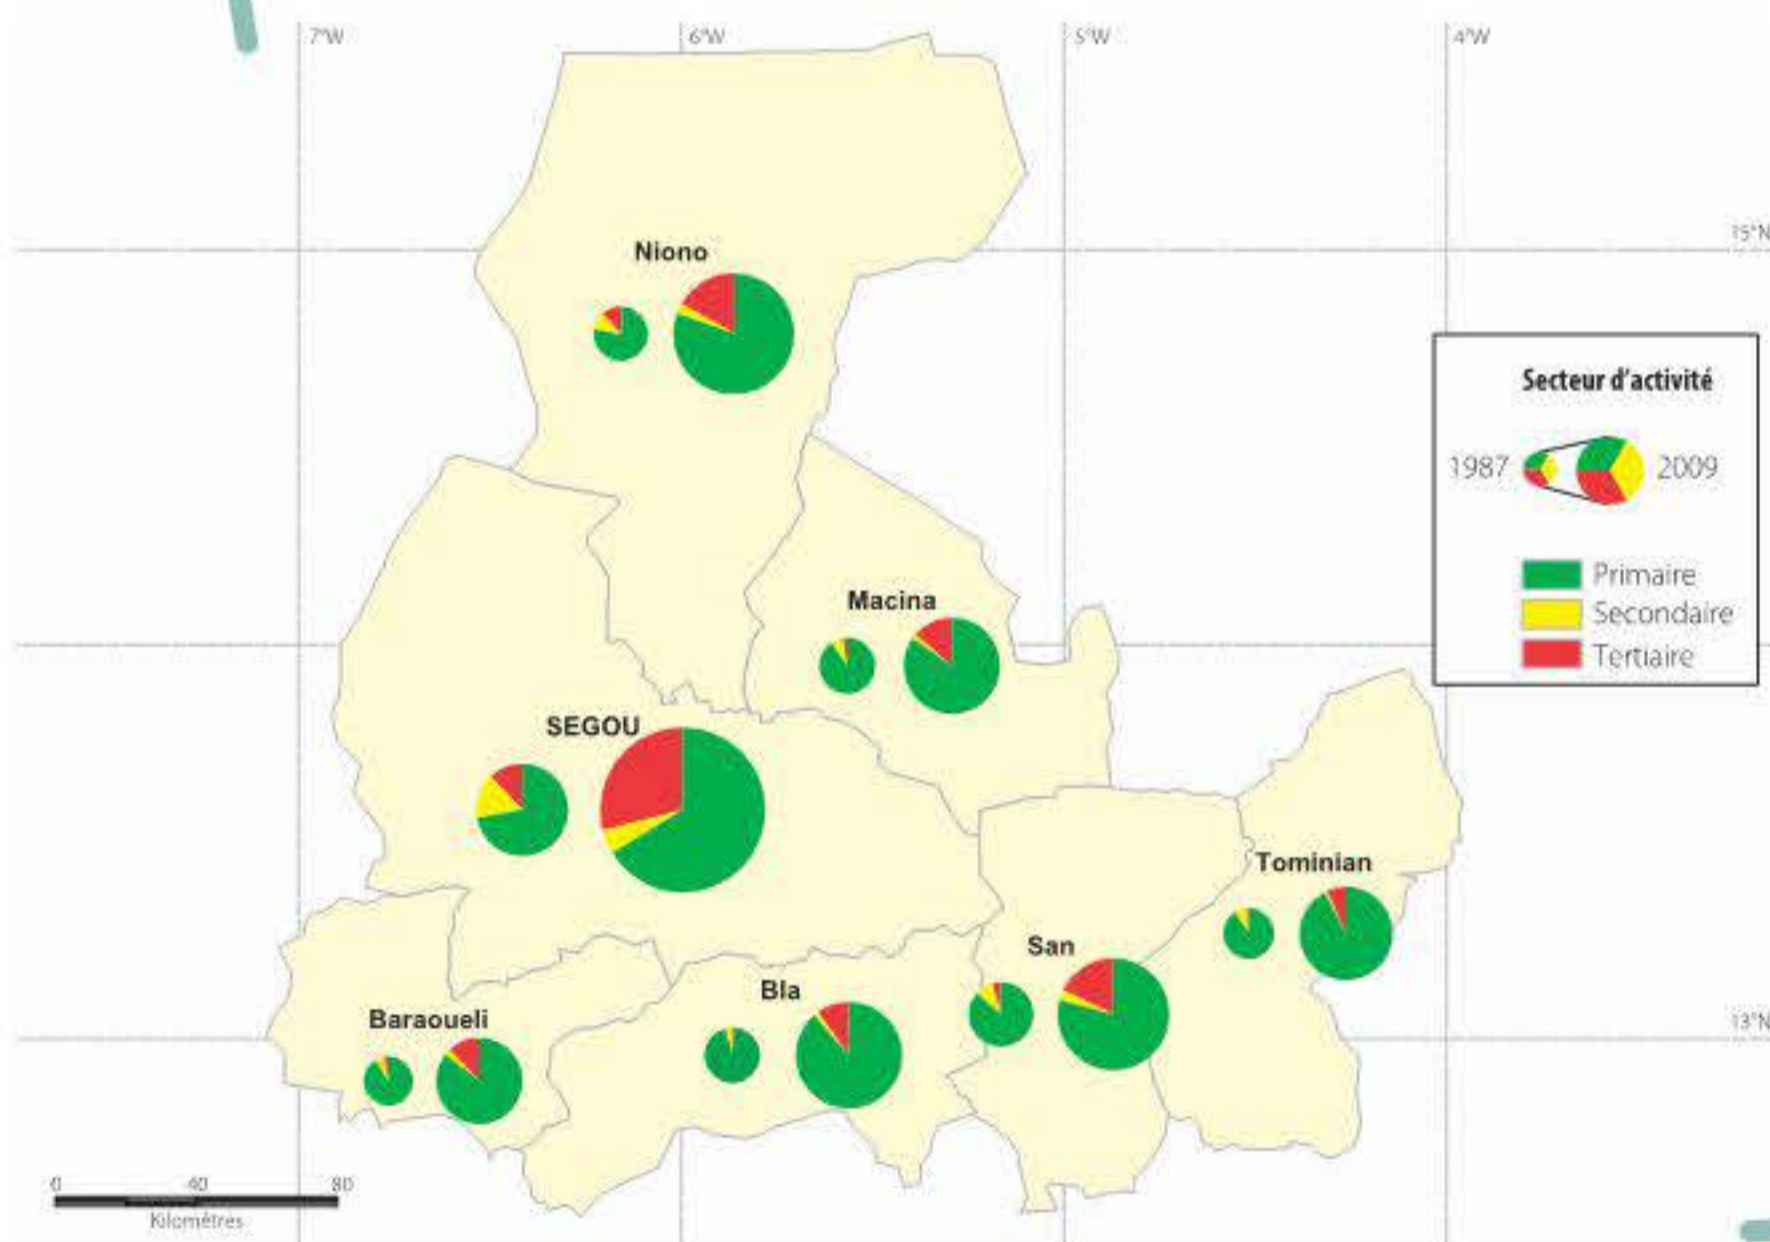 7°W
6°W
5°W
4°W
15°N
Niono
Secteur d'activité
1987
2009
Primaire
Secondaire
Tertiaire
Macina
SEGOU
Tominian
San
Bla
Baraoueli
13°N
0 40 80
Kilomètres